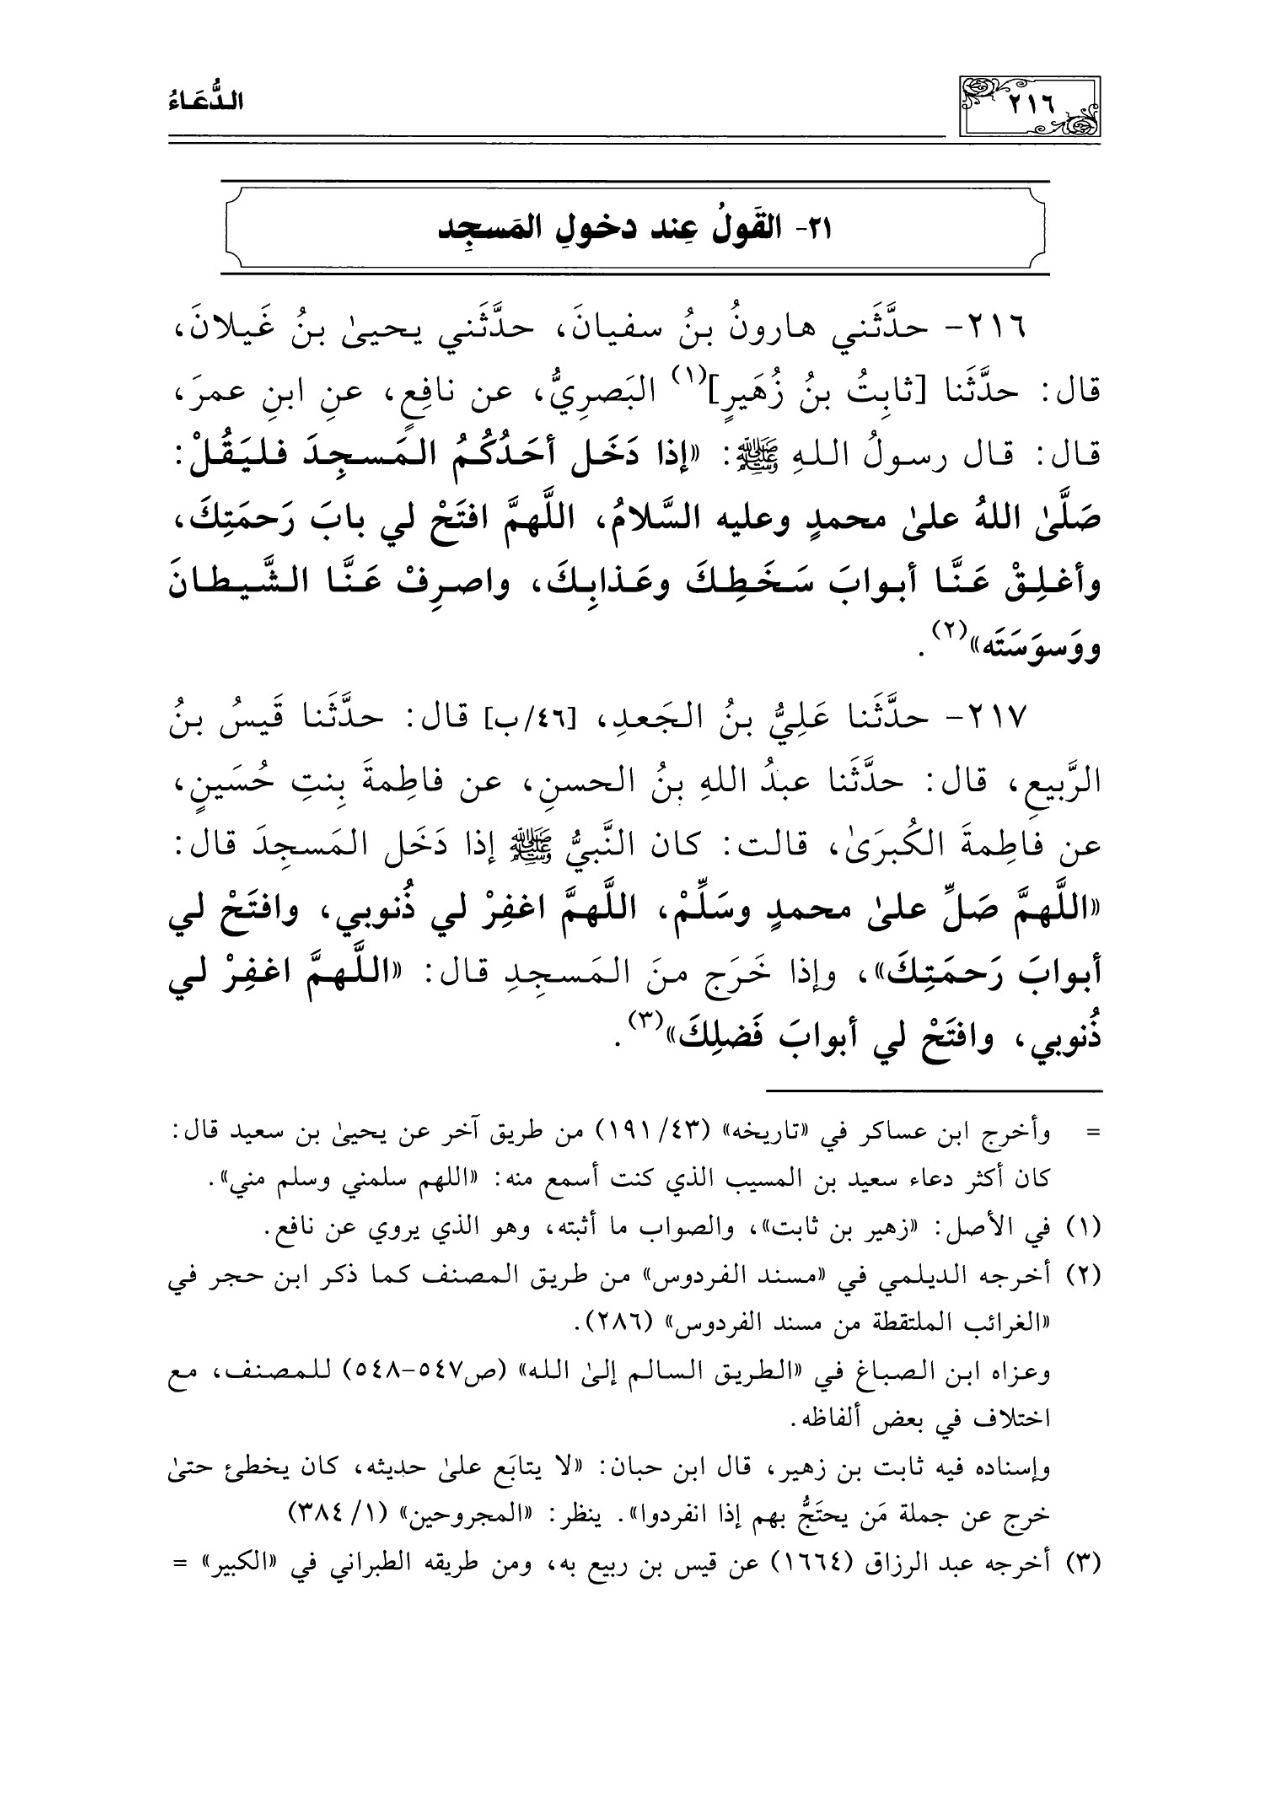 ٢١٦
الدُّعَاءُ
٢١- القَولُ عِند دخولِ المَسجِد
٢١٦- حدَّثَني هارونُ بنُ سفيانَ، حدَّثَني يحيىٰ بنُ غَيلانَ،
قال: حدَّثَنا [ثابِتُ بنُ زُهَيرٍ](١) البَصرِيُّ، عن نافِعٍ، عنِ ابنِ عمرَ،
قال: قال رسولُ اللهِ ﷺ: «إذا دَخَل أحَدُكُمُ المَسجِدَ فليَقُلْ:
صَلَّىٰ اللهُ علىٰ محمدٍ وعليه السَّلامُ، اللَّهمَّ افتَحْ لي بابَ رَحمَتِكَ،
وأغلِقْ عَنَّا أبوابَ سَخَطِكَ وعَذابِكَ، واصرِفْ عَنَّا الشَّيطانَ
ووَسوَسَتَه»(٢).
٢١٧- حدَّثَنا عَلِيُّ بنُ الجَعدِ، [٤٦/ب] قال: حدَّثَنا قَيسُ بنُ
الرَّبيعِ، قال: حدَّثَنا عبدُ اللهِ بنُ الحسنِ، عن فاطِمةَ بِنتِ حُسَينٍ،
عن فاطِمةَ الكُبرَىٰ، قالت: كان النَّبيُّ ﷺ إذا دَخَل المَسجِدَ قال:
«اللَّهمَّ صَلِّ علىٰ محمدٍ وسَلِّمْ، اللَّهمَّ اغفِرْ لي ذُنوبي، وافتَحْ لي
أبوابَ رَحمَتِكَ»، وإذا خَرَج منَ المَسجِدِ قال: «اللَّهمَّ اغفِرْ لي
ذُنوبي، وافتَحْ لي أبوابَ فَضلِكَ»(٣).
= وأخرج ابن عساكر في «تاريخه» (٤٣/ ١٩١) من طريق آخر عن يحيىٰ بن سعيد قال:
كان أكثر دعاء سعيد بن المسيب الذي كنت أسمع منه: «اللهم سلمني وسلم مني».
(١) في الأصل: «زهير بن ثابت»، والصواب ما أثبته، وهو الذي يروي عن نافع.
(٢) أخرجه الديلمي في «مسند الفردوس» من طريق المصنف كما ذكر ابن حجر في
«الغرائب الملتقطة من مسند الفردوس» (٢٨٦).
وعزاه ابن الصباغ في «الطريق السالم إلىٰ الله» (ص٥٤٧-٥٤٨) للمصنف، مع
اختلاف في بعض ألفاظه.
وإسناده فيه ثابت بن زهير، قال ابن حبان: «لا يتابَع علىٰ حديثه، كان يخطئ حتىٰ
خرج عن جملة مَن يحتَجُّ بهم إذا انفردوا». ينظر: «المجروحين» (١/ ٣٨٤)
(٣) أخرجه عبد الرزاق (١٦٦٤) عن قيس بن ربيع به، ومن طريقه الطبراني في «الكبير» =